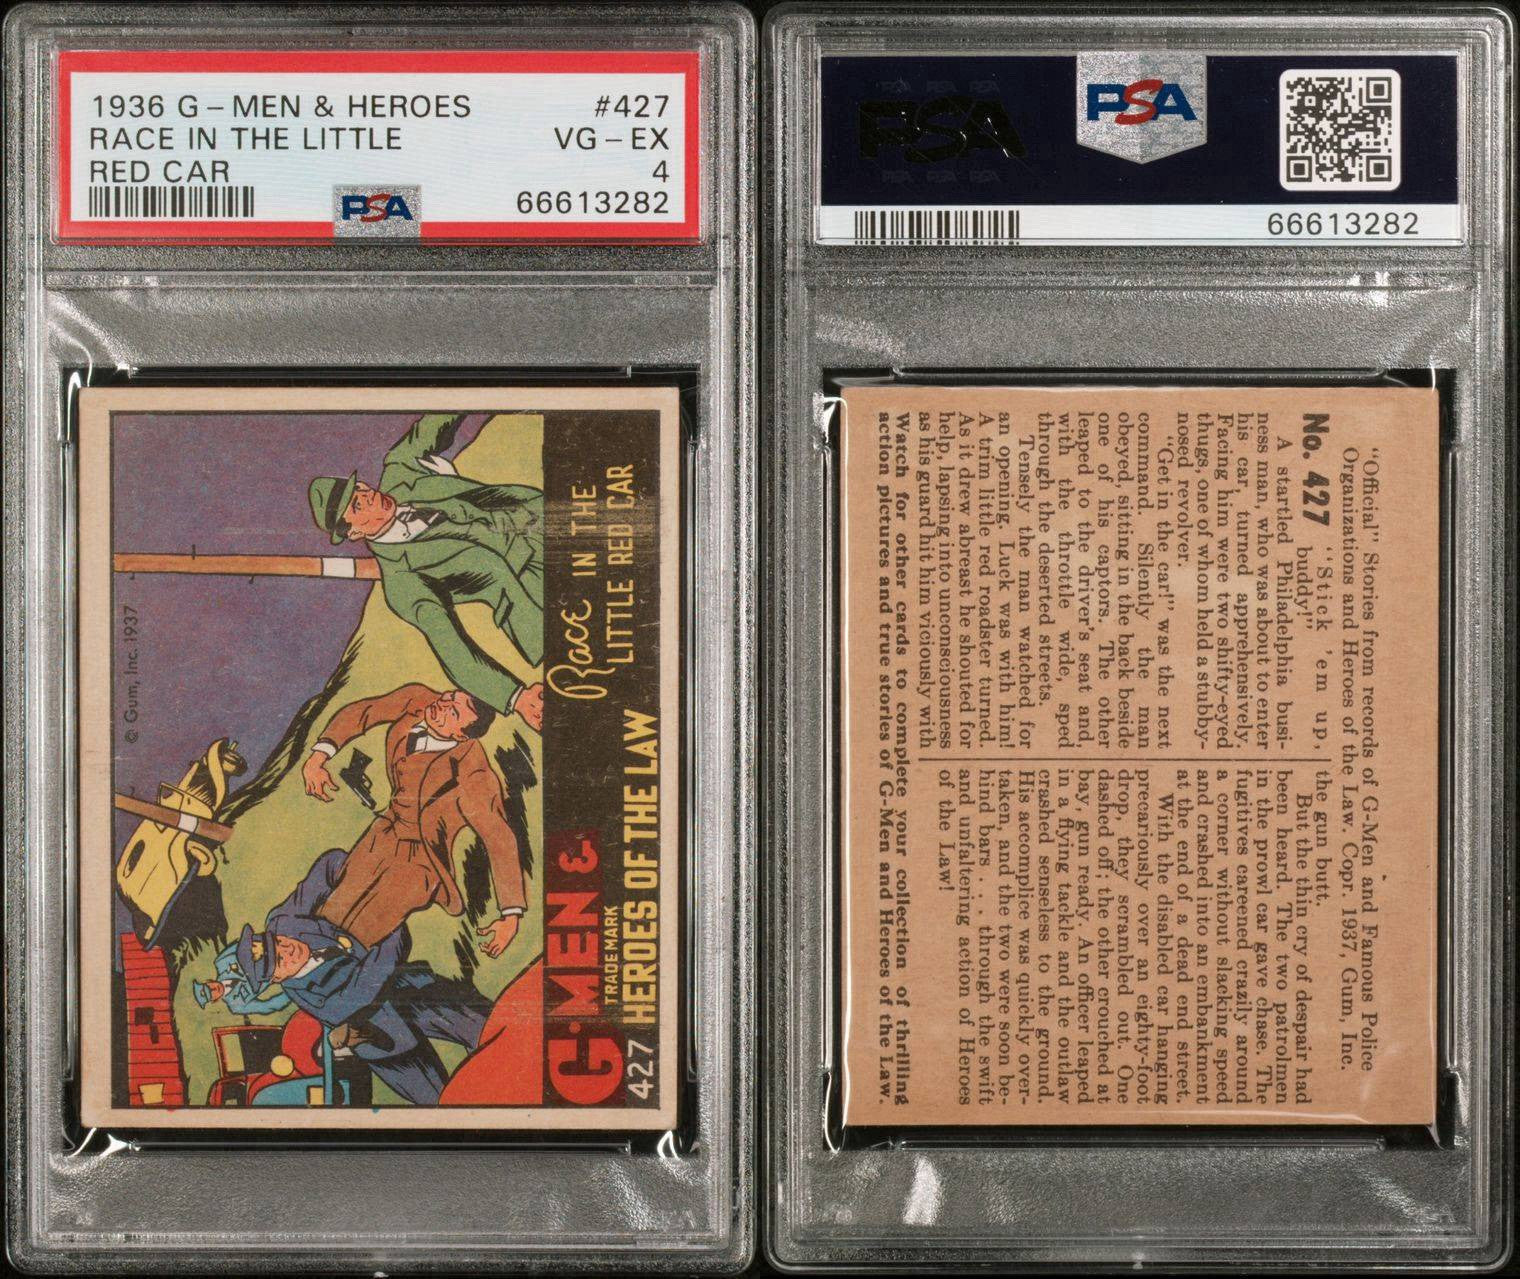 1936 G-MEN & HEROES
#427
RACE IN THE LITTLE
VG-EX
RED CAR
4
PSA
66613282
427
G-MEN &
TRADE MARK
HEROES OF THE LAW
Race IN THE
LITTLE RED CAR
© Gum, Inc. 1937
PSA
PSA
66613282
"Official" Stories from records of G-Men and Famous Police
Organizations and Heroes of the Law. Copr. 1937, Gum, Inc.
No. 427
"Stick 'em up,
buddy!"
A startled Philadelphia busi-
ness man, who was about to enter
his car, turned apprehensively.
Facing him were two shifty-eyed
thugs, one of whom held a stubby-
nosed revolver.
"Get in the car!" was the next
command. Silently the man
obeyed, sitting in the back beside
one of his captors. The other
leaped to the driver's seat and,
with the throttle wide, sped
through the deserted streets.
Tensely the man watched for
an opening. Luck was with him!
A trim little red roadster turned.
As it drew abreast he shouted for
help, lapsing into unconsciousness
as his guard hit him viciously with
the gun butt.
But the thin cry of despair had
been heard. The two patrolmen
in the prowl car gave chase. The
fugitives careened crazily around
a corner without slacking speed
and crashed into an embankment
at the end of a dead end street.
With the disabled car hanging
precariously over an eighty-foot
drop, they scrambled out. One
dashed off; the other crouched at
bay, gun ready. An officer leaped
in a flying tackle and the outlaw
crashed senseless to the ground.
His accomplice was quickly over-
taken, and the two were soon be-
hind bars . . . through the swift
and unfaltering action of Heroes
of the Law!
Watch for other cards to complete your collection of thrilling
action pictures and true stories of G-Men and Heroes of the Law.